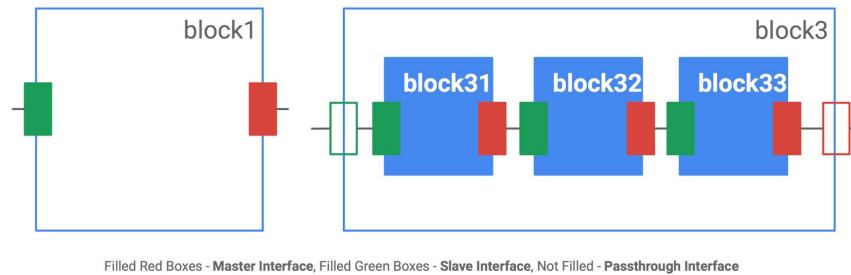 block1
block3
block31
block32
block33
Filled Red Boxes - Master Interface, Filled Green Boxes - Slave Interface, Not Filled - Passthrough Interface